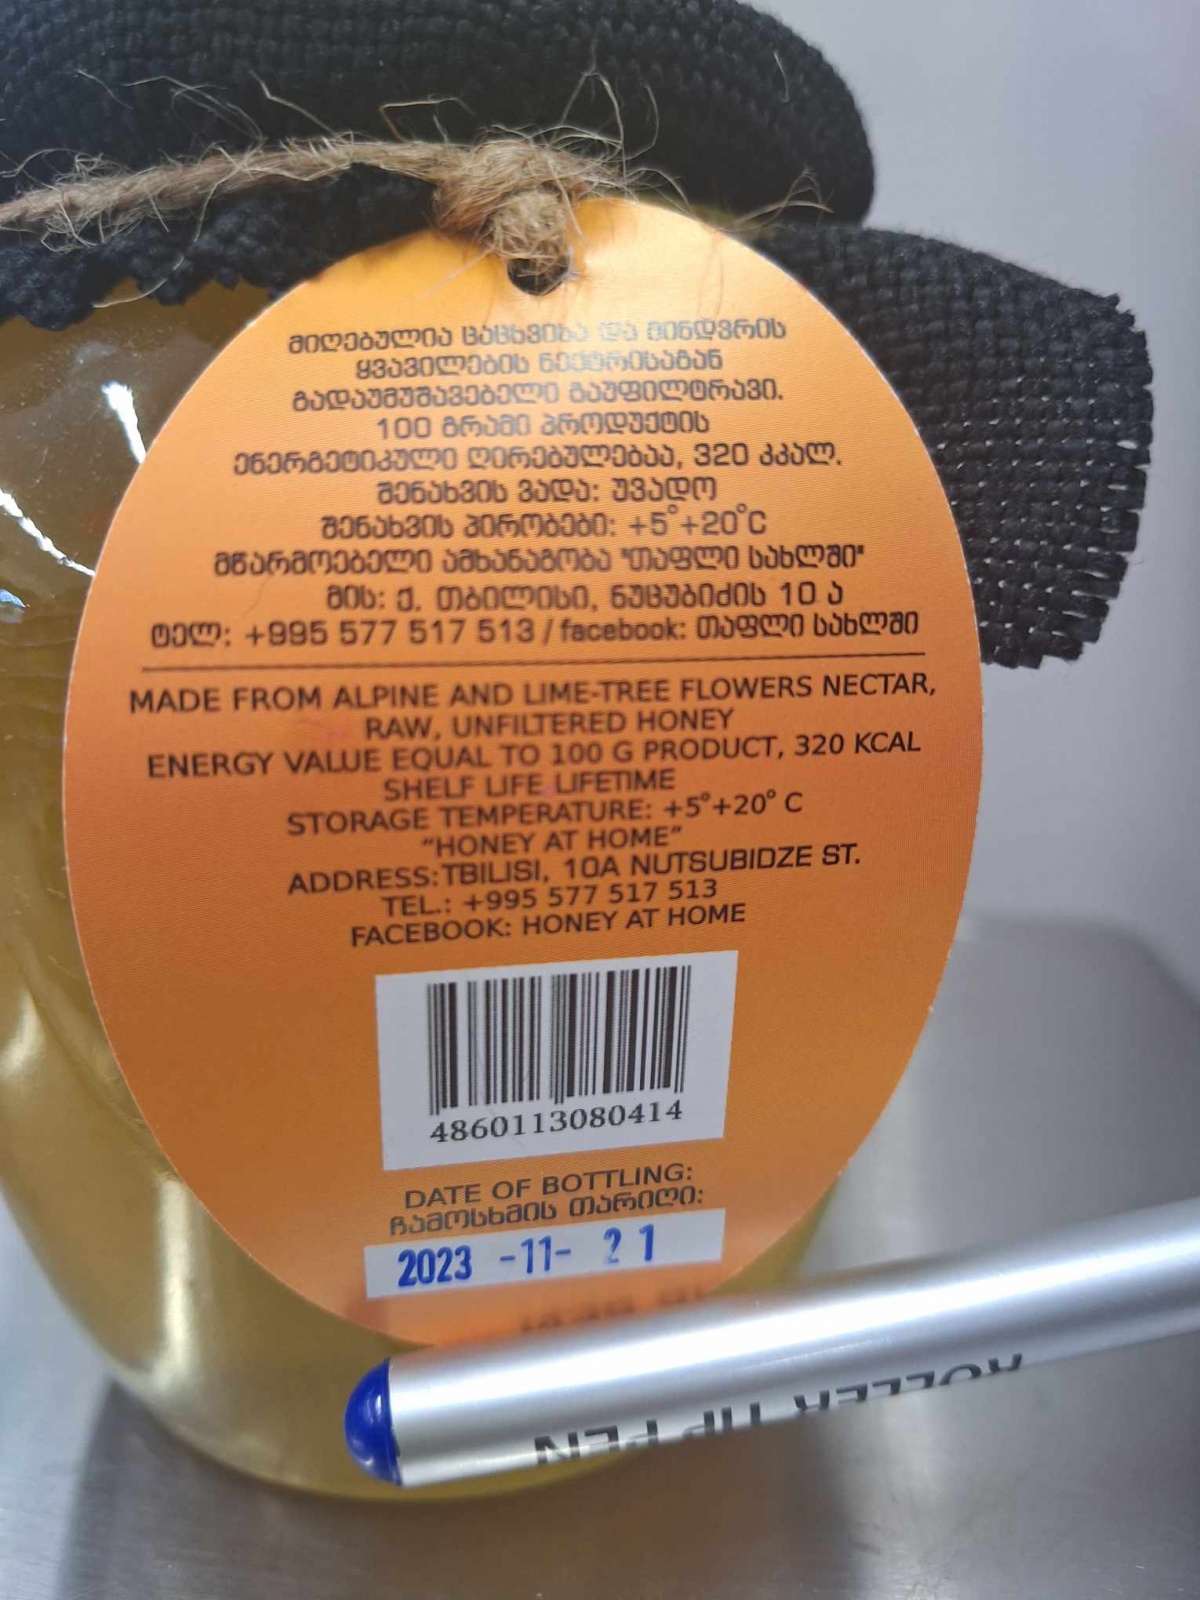 მიღებულია ცაცხვისა და მინდვრის
ყვავილების ნექტრისაგან
გადაუმუშავებელი გაუფილტრავი.
100 გრამი პროდუქტის
ენერგეტიკული ღირებულებაა, 320 კკალ.
შენახვის ვადა: უვადო
შენახვის პირობები: +5°+20°C
მწარმოებელი ამხანაგობა "თაფლი სახლში"
მის: ქ. თბილისი, ნუცუბიძის 10 ა
ტელ: +995 577 517 513 / facebook: თაფლი სახლში
MADE FROM ALPINE AND LIME-TREE FLOWERS NECTAR,
RAW, UNFILTERED HONEY
ENERGY VALUE EQUAL TO 100 G PRODUCT, 320 KCAL
SHELF LIFE LIFETIME
STORAGE TEMPERATURE: +5°+20° C
“HONEY AT HOME”
ADDRESS:TBILISI, 10A NUTSUBIDZE ST.
TEL.: +995 577 517 513
FACEBOOK: HONEY AT HOME
4860113080414
DATE OF BOTTLING:
ჩამოსხმის თარიღი:
2023 -11- 21
ROLLER TIP PEN